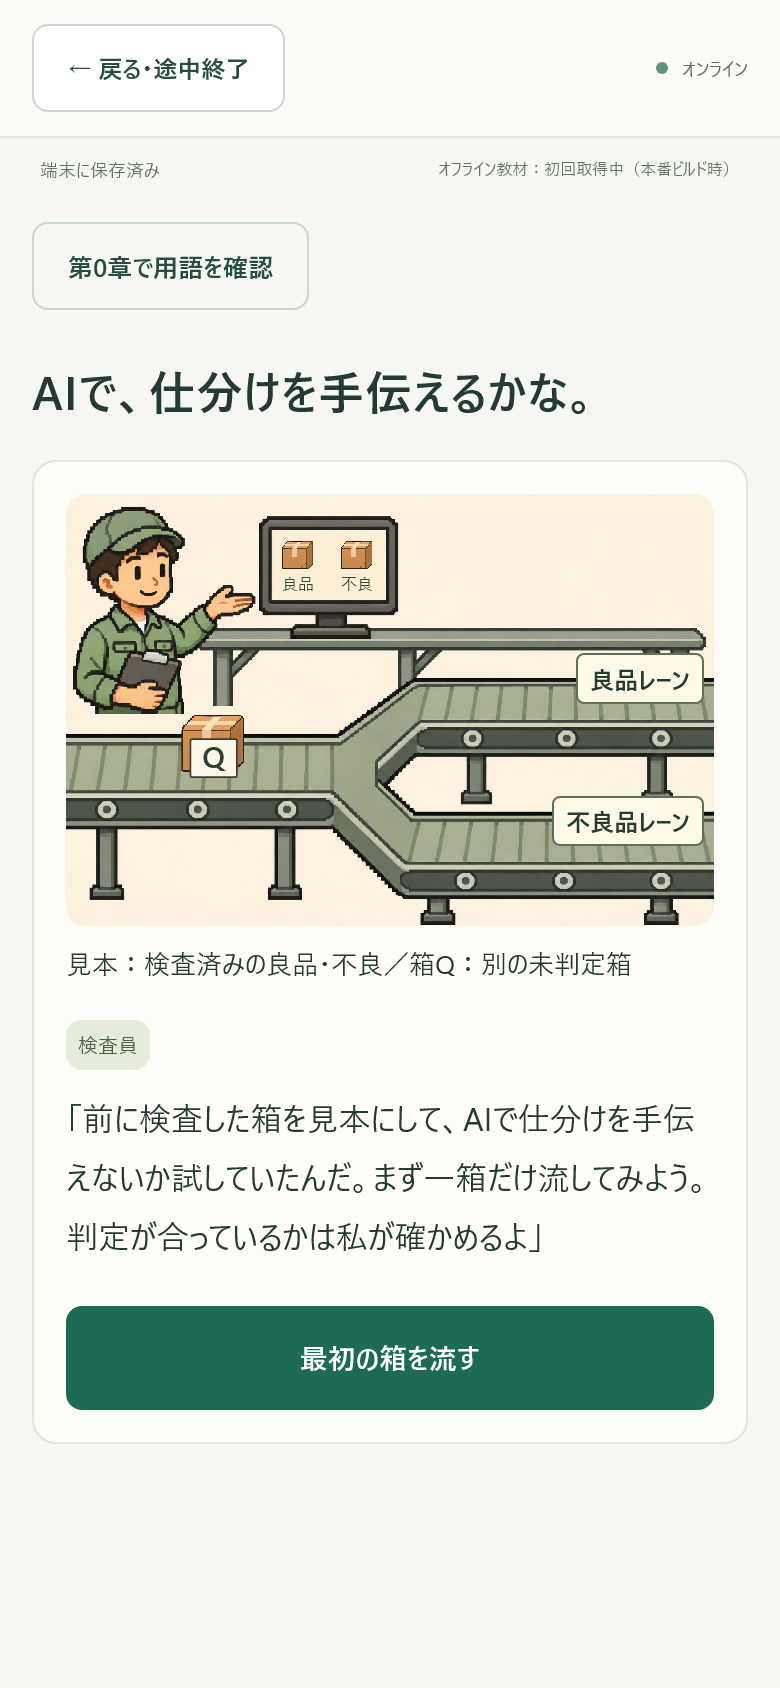 ← 戻る・途中終了
オンライン
端末に保存済み
オフライン教材：初回取得中（本番ビルド時）
第0章で用語を確認
AIで、仕分けを手伝えるかな。
良品 不良
良品レーン
Q
不良品レーン
見本：検査済みの良品・不良／箱Q：別の未判定箱
検査員
「前に検査した箱を見本にして、AIで仕分けを手伝
えないか試していたんだ。まず一箱だけ流してみよう。
判定が合っているかは私が確かめるよ」
最初の箱を流す